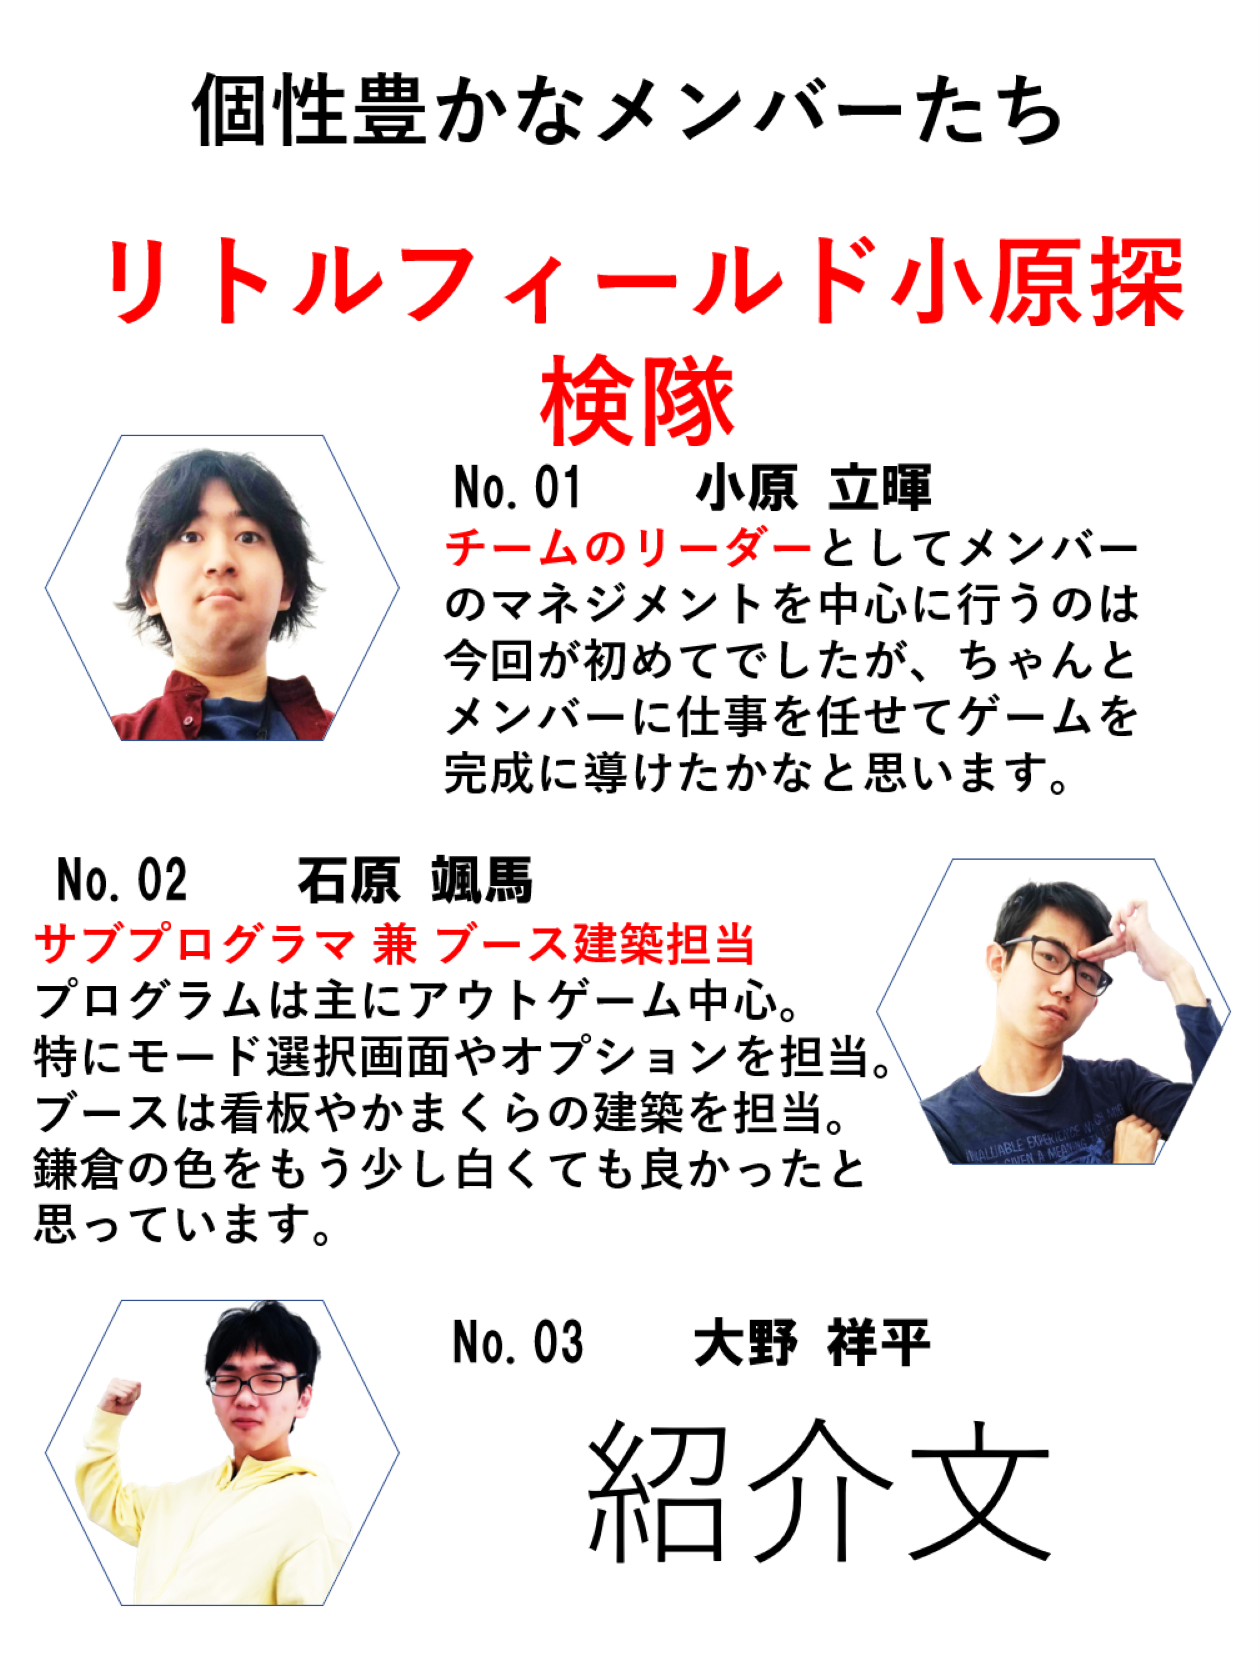 個性豊かなメンバーたち
リトルフィールド小原探
検隊
No.01 小原 立暉
チームのリーダーとしてメンバー
のマネジメントを中心に行うのは
今回が初めてでしたが、ちゃんと
メンバーに仕事を任せてゲームを
完成に導けたかなと思います。
No.02 石原 颯馬
サブプログラマ 兼 ブース建築担当
プログラムは主にアウトゲーム中心。
特にモード選択画面やオプションを担当。
ブースは看板やかまくらの建築を担当。
鎌倉の色をもう少し白くても良かったと
思っています。
INVALUABLE EXPERIENCE
GIVEN A MEAN
No.03 大野 祥平
紹介文